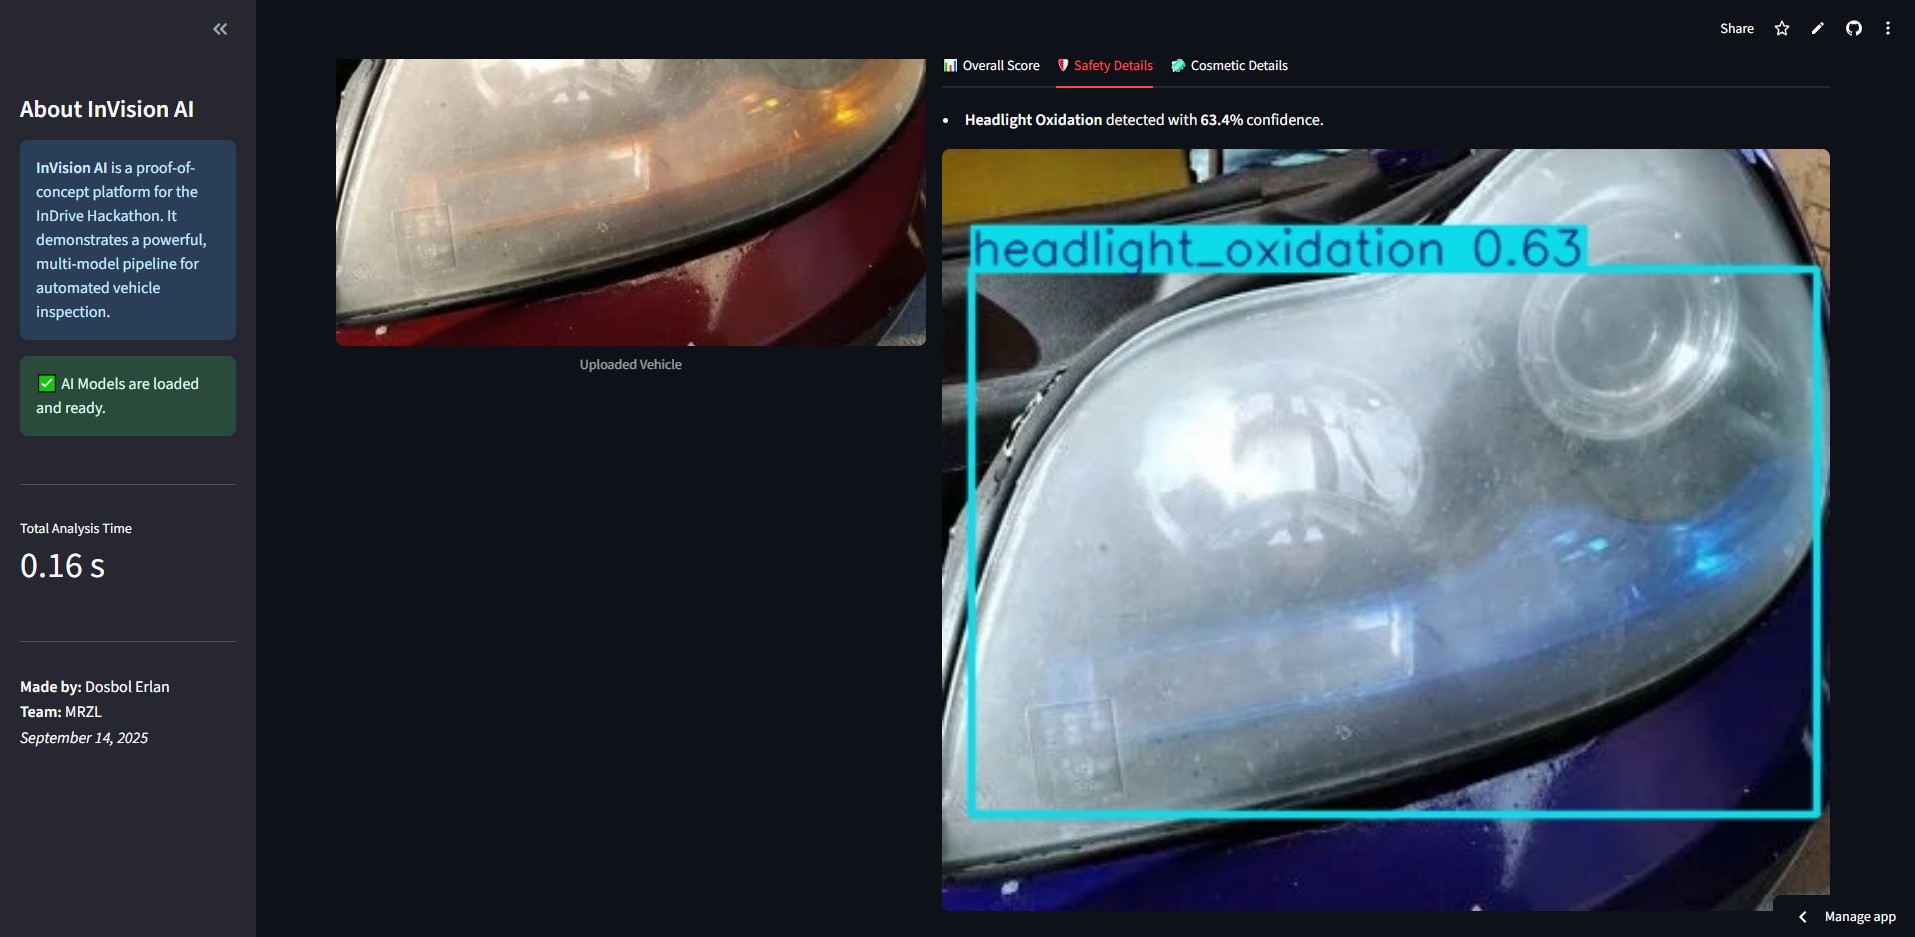 Share
About InVision AI
InVision AI is a proof-of-
concept platform for the
InDrive Hackathon. It
demonstrates a powerful,
multi-model pipeline for
automated vehicle
inspection.
✅ AI Models are loaded
and ready.
Total Analysis Time
0.16 s
Made by: Dosbol Erlan
Team: MRZL
September 14, 2025
Uploaded Vehicle
📊 Overall Score
🛡️ Safety Details
🧼 Cosmetic Details
• Headlight Oxidation detected with 63.4% confidence.
headlight_oxidation 0.63
Manage app